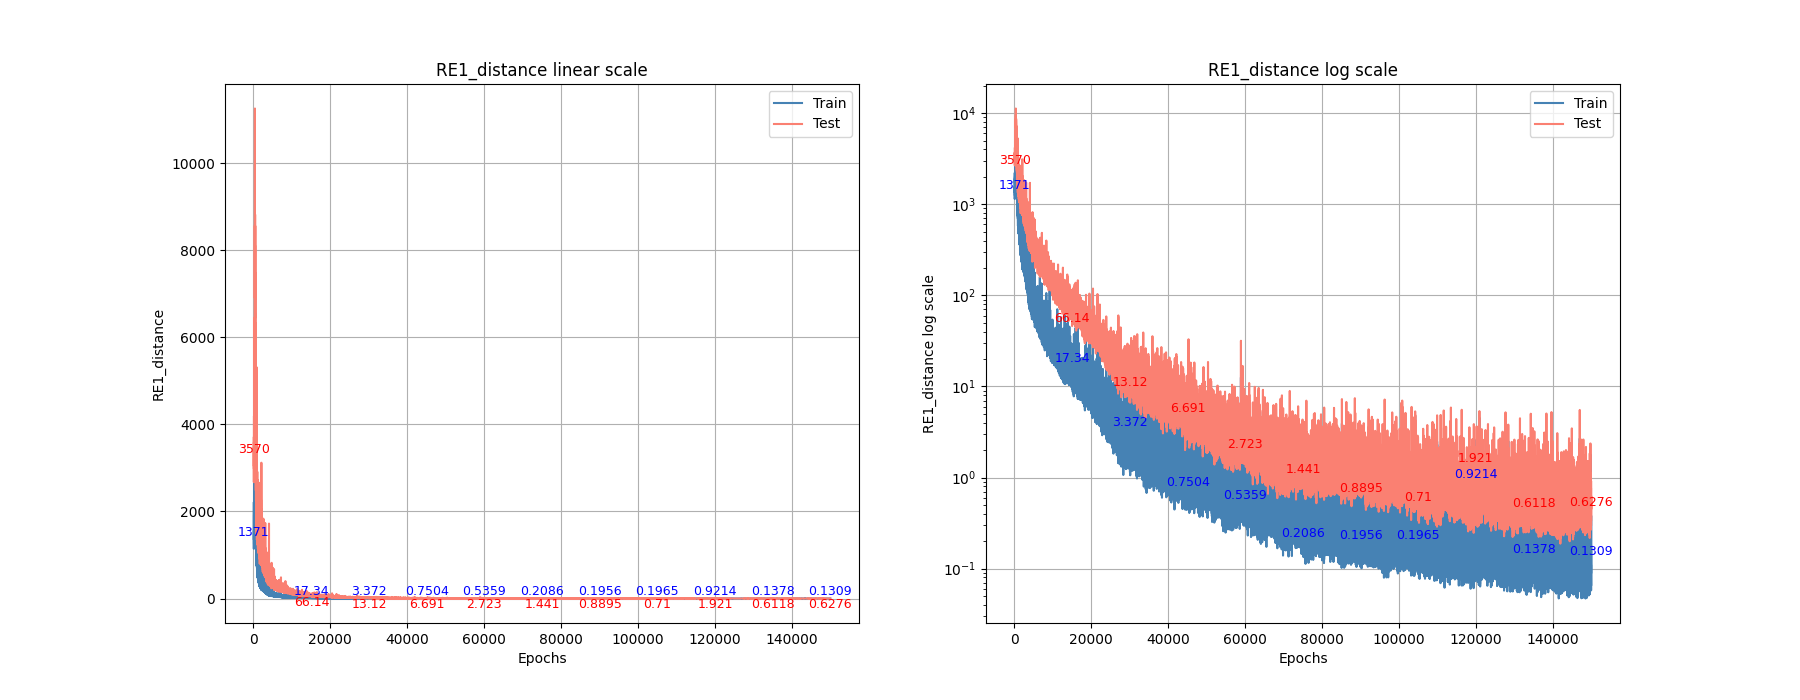 RE1_distance linear scale
Train
Test
10000
8000
6000
4000
2000
0
RE1_distance
3570
1371
17.34 3.372 0.7504 0.5359 0.2086 0.1956 0.1965 0.9214 0.1378 0.1309
66.14 13.12 6.691 2.723 1.441 0.8895 0.71 1.921 0.6118 0.6276
0 20000 40000 60000 80000 100000 120000 140000
Epochs
RE1_distance log scale
Train
Test
10^4
10^3
10^2
10^1
10^0
10^−1
RE1_distance log scale
3570
1371
66.14
17.34
13.12
3.372
6.691
0.7504
2.723
0.5359
1.441
0.2086
0.8895
0.1956
0.71
0.1965
1.921
0.9214
0.6118
0.1378
0.6276
0.1309
0 20000 40000 60000 80000 100000 120000 140000
Epochs